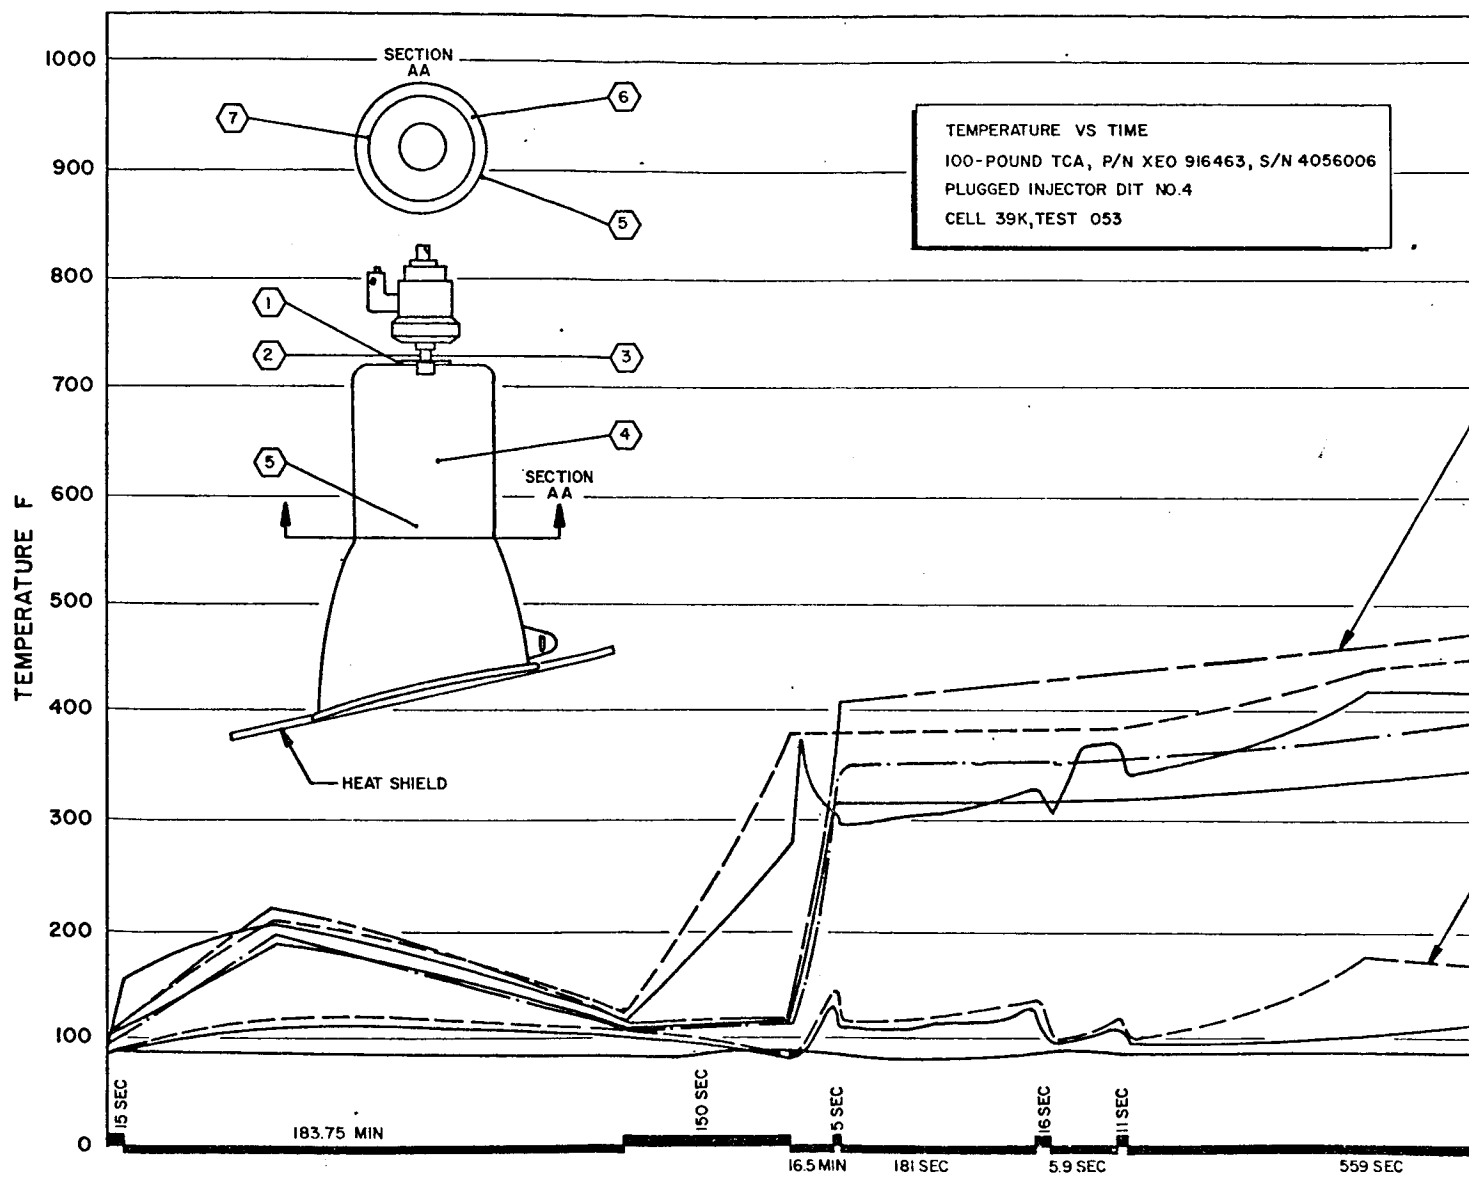 1000
900
800
700
600
500
400
300
200
100
0
TEMPERATURE F
SECTION
AA
7
6
5
1
2
3
4
5
SECTION
AA
HEAT SHIELD
TEMPERATURE VS TIME
100-POUND TCA, P/N XEO 916463, S/N 4056006
PLUGGED INJECTOR DIT NO.4
CELL 39K, TEST 053
15 SEC
183.75 MIN
150 SEC
16.5 MIN
5 SEC
181 SEC
16 SEC
5.9 SEC
11 SEC
559 SEC